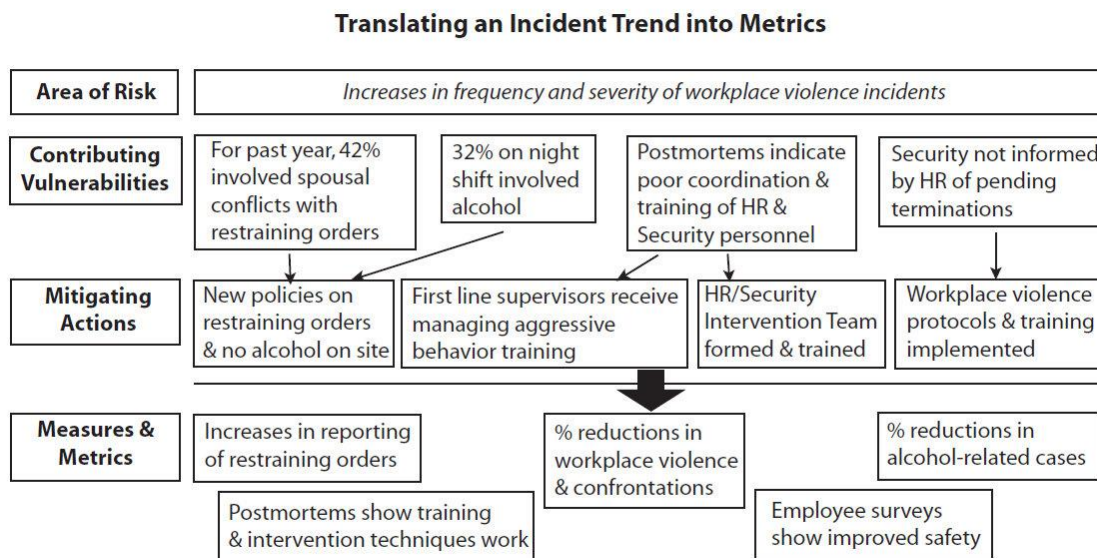 Translating an Incident Trend into Metrics
Area of Risk
Increases in frequency and severity of workplace violence incidents
Contributing
Vulnerabilities
For past year, 42%
involved spousal
conflicts with
restraining orders
32% on night
shift involved
alcohol
Postmortems indicate
poor coordination &
training of HR &
Security personnel
Security not informed
by HR of pending
terminations
Mitigating
Actions
New policies on
restraining orders
& no alcohol on site
First line supervisors receive
managing aggressive
behavior training
HR/Security
Intervention Team
formed & trained
Workplace violence
protocols & training
implemented
Measures &
Metrics
Increases in reporting
of restraining orders
% reductions in
workplace violence
& confrontations
% reductions in
alcohol-related cases
Postmortems show training
& intervention techniques work
Employee surveys
show improved safety